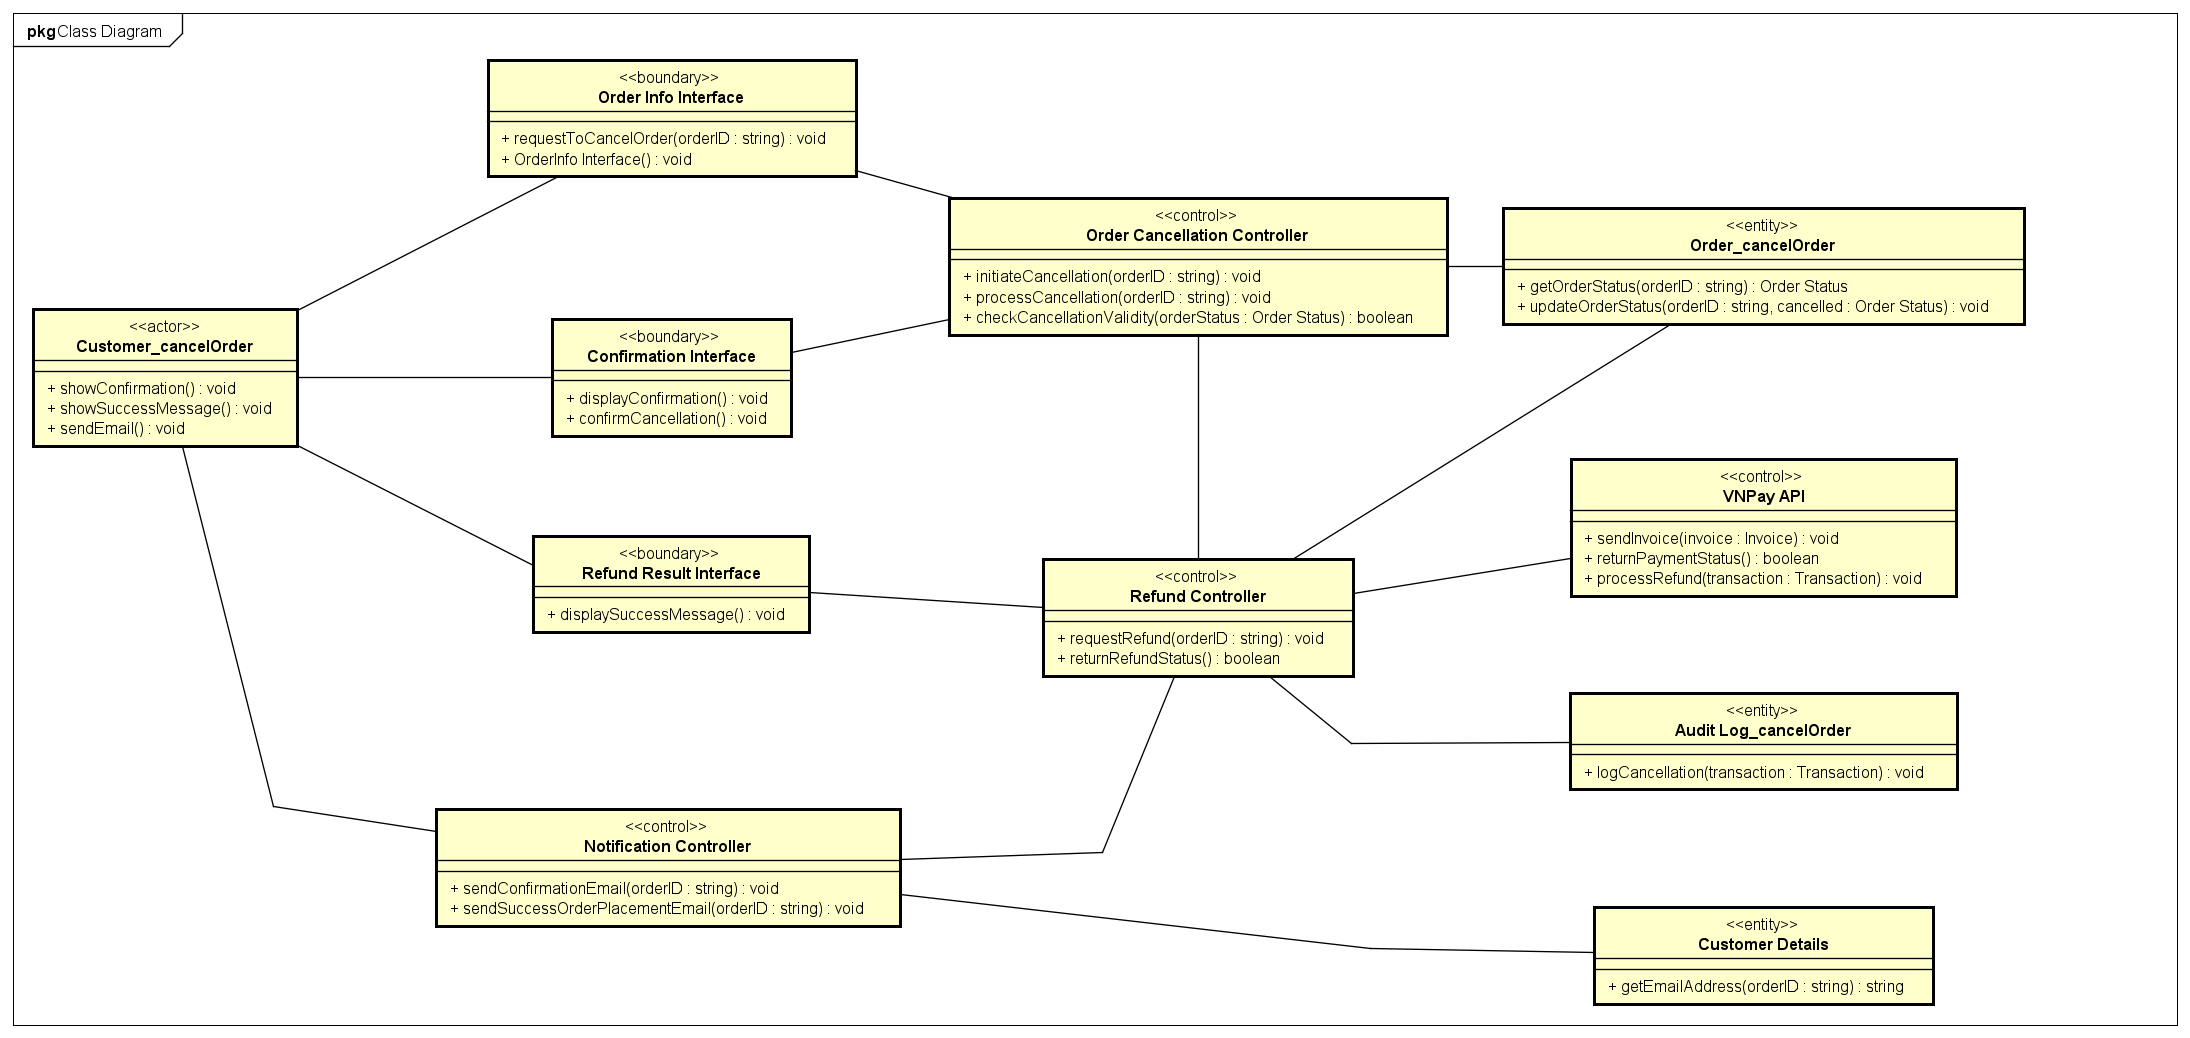 pkg Class Diagram
<<boundary>>
Order Info Interface
+ requestToCancelOrder(orderID : string) : void
+ OrderInfo Interface() : void
<<control>>
Order Cancellation Controller
+ initiateCancellation(orderID : string) : void
+ processCancellation(orderID : string) : void
+ checkCancellationValidity(orderStatus : Order Status) : boolean
<<entity>>
Order_cancelOrder
+ getOrderStatus(orderID : string) : Order Status
+ updateOrderStatus(orderID : string, cancelled : Order Status) : void
<<actor>>
Customer_cancelOrder
+ showConfirmation() : void
+ showSuccessMessage() : void
+ sendEmail() : void
<<boundary>>
Confirmation Interface
+ displayConfirmation() : void
+ confirmCancellation() : void
<<control>>
VNPay API
+ sendInvoice(invoice : Invoice) : void
+ returnPaymentStatus() : boolean
+ processRefund(transaction : Transaction) : void
<<boundary>>
Refund Result Interface
+ displaySuccessMessage() : void
<<control>>
Refund Controller
+ requestRefund(orderID : string) : void
+ returnRefundStatus() : boolean
<<entity>>
Audit Log_cancelOrder
+ logCancellation(transaction : Transaction) : void
<<control>>
Notification Controller
+ sendConfirmationEmail(orderID : string) : void
+ sendSuccessOrderPlacementEmail(orderID : string) : void
<<entity>>
Customer Details
+ getEmailAddress(orderID : string) : string